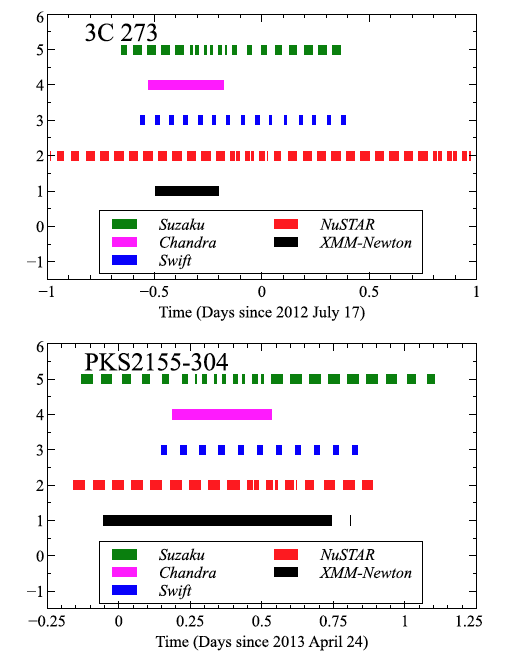 3C 273
6
5
4
3
2
1
0
−1
Suzaku NuSTAR
Chandra XMM-Newton
Swift
−1 −0.5 0 0.5 1
Time (Days since 2012 July 17)
PKS2155-304
6
5
4
3
2
1
0
−1
Suzaku NuSTAR
Chandra XMM-Newton
Swift
−0.25 0 0.25 0.5 0.75 1 1.25
Time (Days since 2013 April 24)